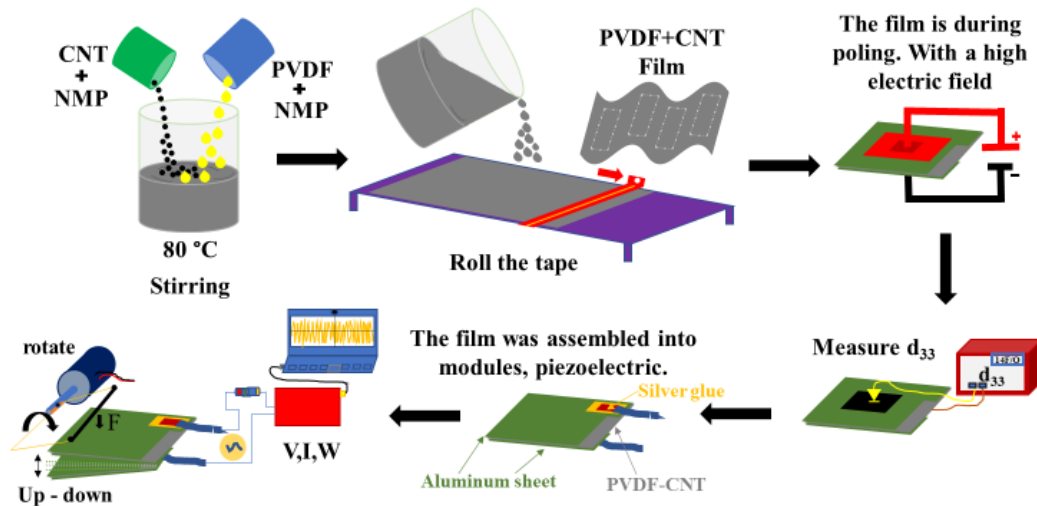 CNT
+
NMP
PVDF
+
NMP
80 °C
Stirring
PVDF+CNT
Film
Roll the tape
The film is during
poling. With a high
electric field
+
-
Measure d33
d33
The film was assembled into
modules, piezoelectric.
Silver glue
Aluminum sheet
PVDF-CNT
rotate
F
Up - down
V,I,W